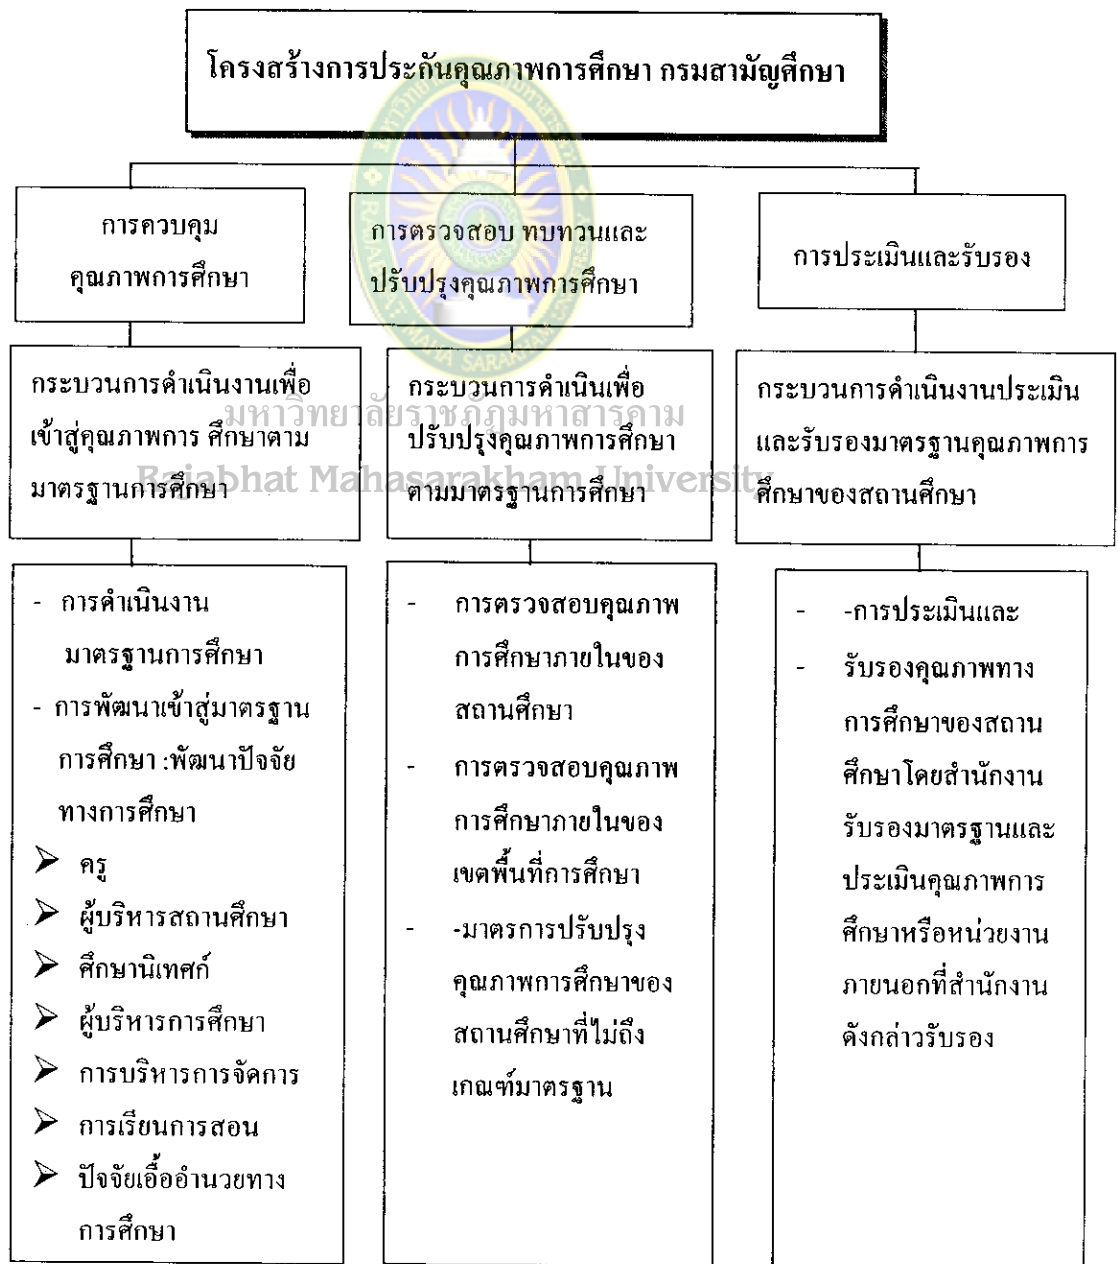 โครงสร้างการประกันคุณภาพการศึกษา กรมสามัญศึกษา
การควบคุม
คุณภาพการศึกษา
การตรวจสอบ ทบทวนและ
ปรับปรุงคุณภาพการศึกษา
การประเมินและรับรอง
กระบวนการดำเนินงานเพื่อ
เข้าสู่คุณภาพการ ศึกษาตาม
มาตรฐานการศึกษา
กระบวนการดำเนินเพื่อ
ปรับปรุงคุณภาพการศึกษา
ตามมาตรฐานการศึกษา
กระบวนการดำเนินงานประเมิน
และรับรองมาตรฐานคุณภาพการ
ศึกษาของสถานศึกษา
มหาวิทยาลัยราชภัฏมหาสารคาม
Rajabhat Mahasarakham University
- การดำเนินงาน
มาตรฐานการศึกษา
- การพัฒนาเข้าสู่มาตรฐาน
การศึกษา :พัฒนาปัจจัย
ทางการศึกษา
➢ ครู
➢ ผู้บริหารสถานศึกษา
➢ ศึกษานิเทศก์
➢ ผู้บริหารการศึกษา
➢ การบริหารการจัดการ
➢ การเรียนการสอน
➢ ปัจจัยเอื้ออำนวยทาง
การศึกษา
- การตรวจสอบคุณภาพ
การศึกษาภายในของ
สถานศึกษา
- การตรวจสอบคุณภาพ
การศึกษาภายในของ
เขตพื้นที่การศึกษา
- -มาตรการปรับปรุง
คุณภาพการศึกษาของ
สถานศึกษาที่ไม่ถึง
เกณฑ์มาตรฐาน
- -การประเมินและ
- รับรองคุณภาพทาง
การศึกษาของสถาน
ศึกษาโดยสำนักงาน
รับรองมาตรฐานและ
ประเมินคุณภาพการ
ศึกษาหรือหน่วยงาน
ภายนอกที่สำนักงาน
ดังกล่าวรับรอง